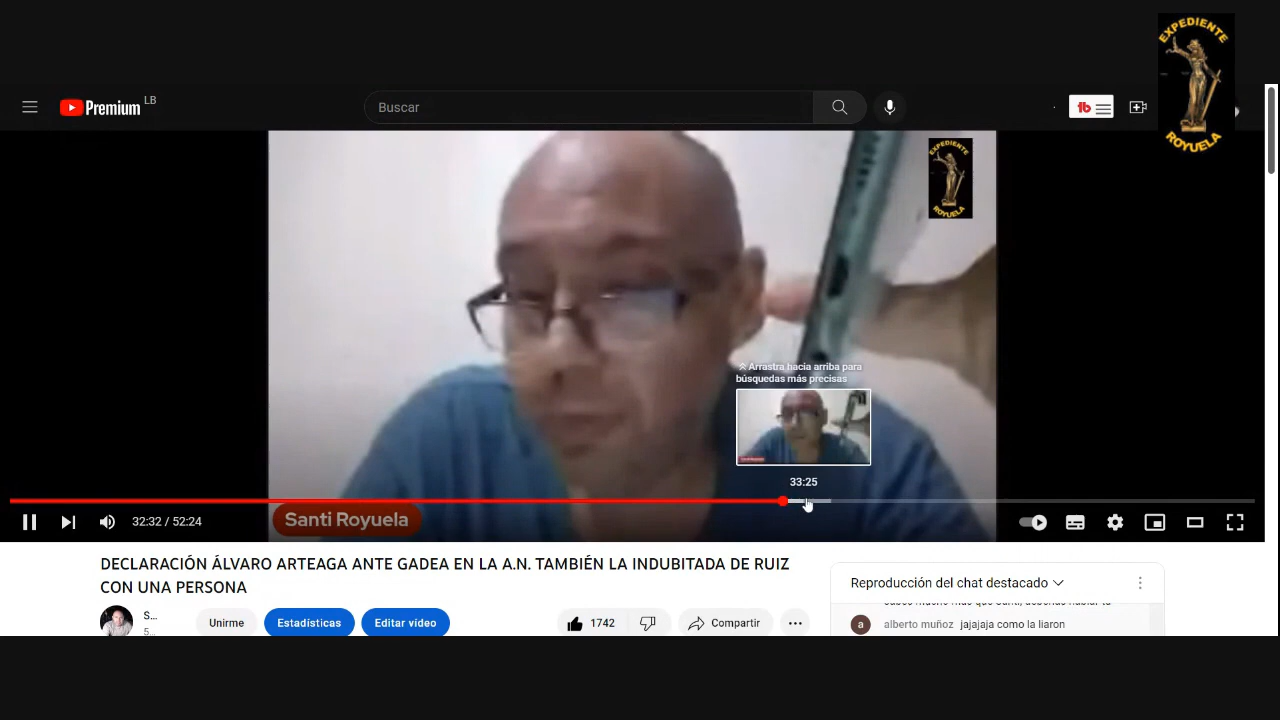 EXPEDIENTE
ROYUELA
Premium LB
Buscar
EXPEDIENTE
ROYUELA
Arrastra hacia arriba para
búsquedas más precisas
33:25
32:32 / 52:24
Santi Royuela
DECLARACIÓN ÁLVARO ARTEAGA ANTE GADEA EN LA A.N. TAMBIÉN LA INDUBITADA DE RUIZ
CON UNA PERSONA
S...
5...
Unirme
Estadísticas
Editar vídeo
1742
Compartir
Reproducción del chat destacado
a alberto muñoz jajajaja como la liaron